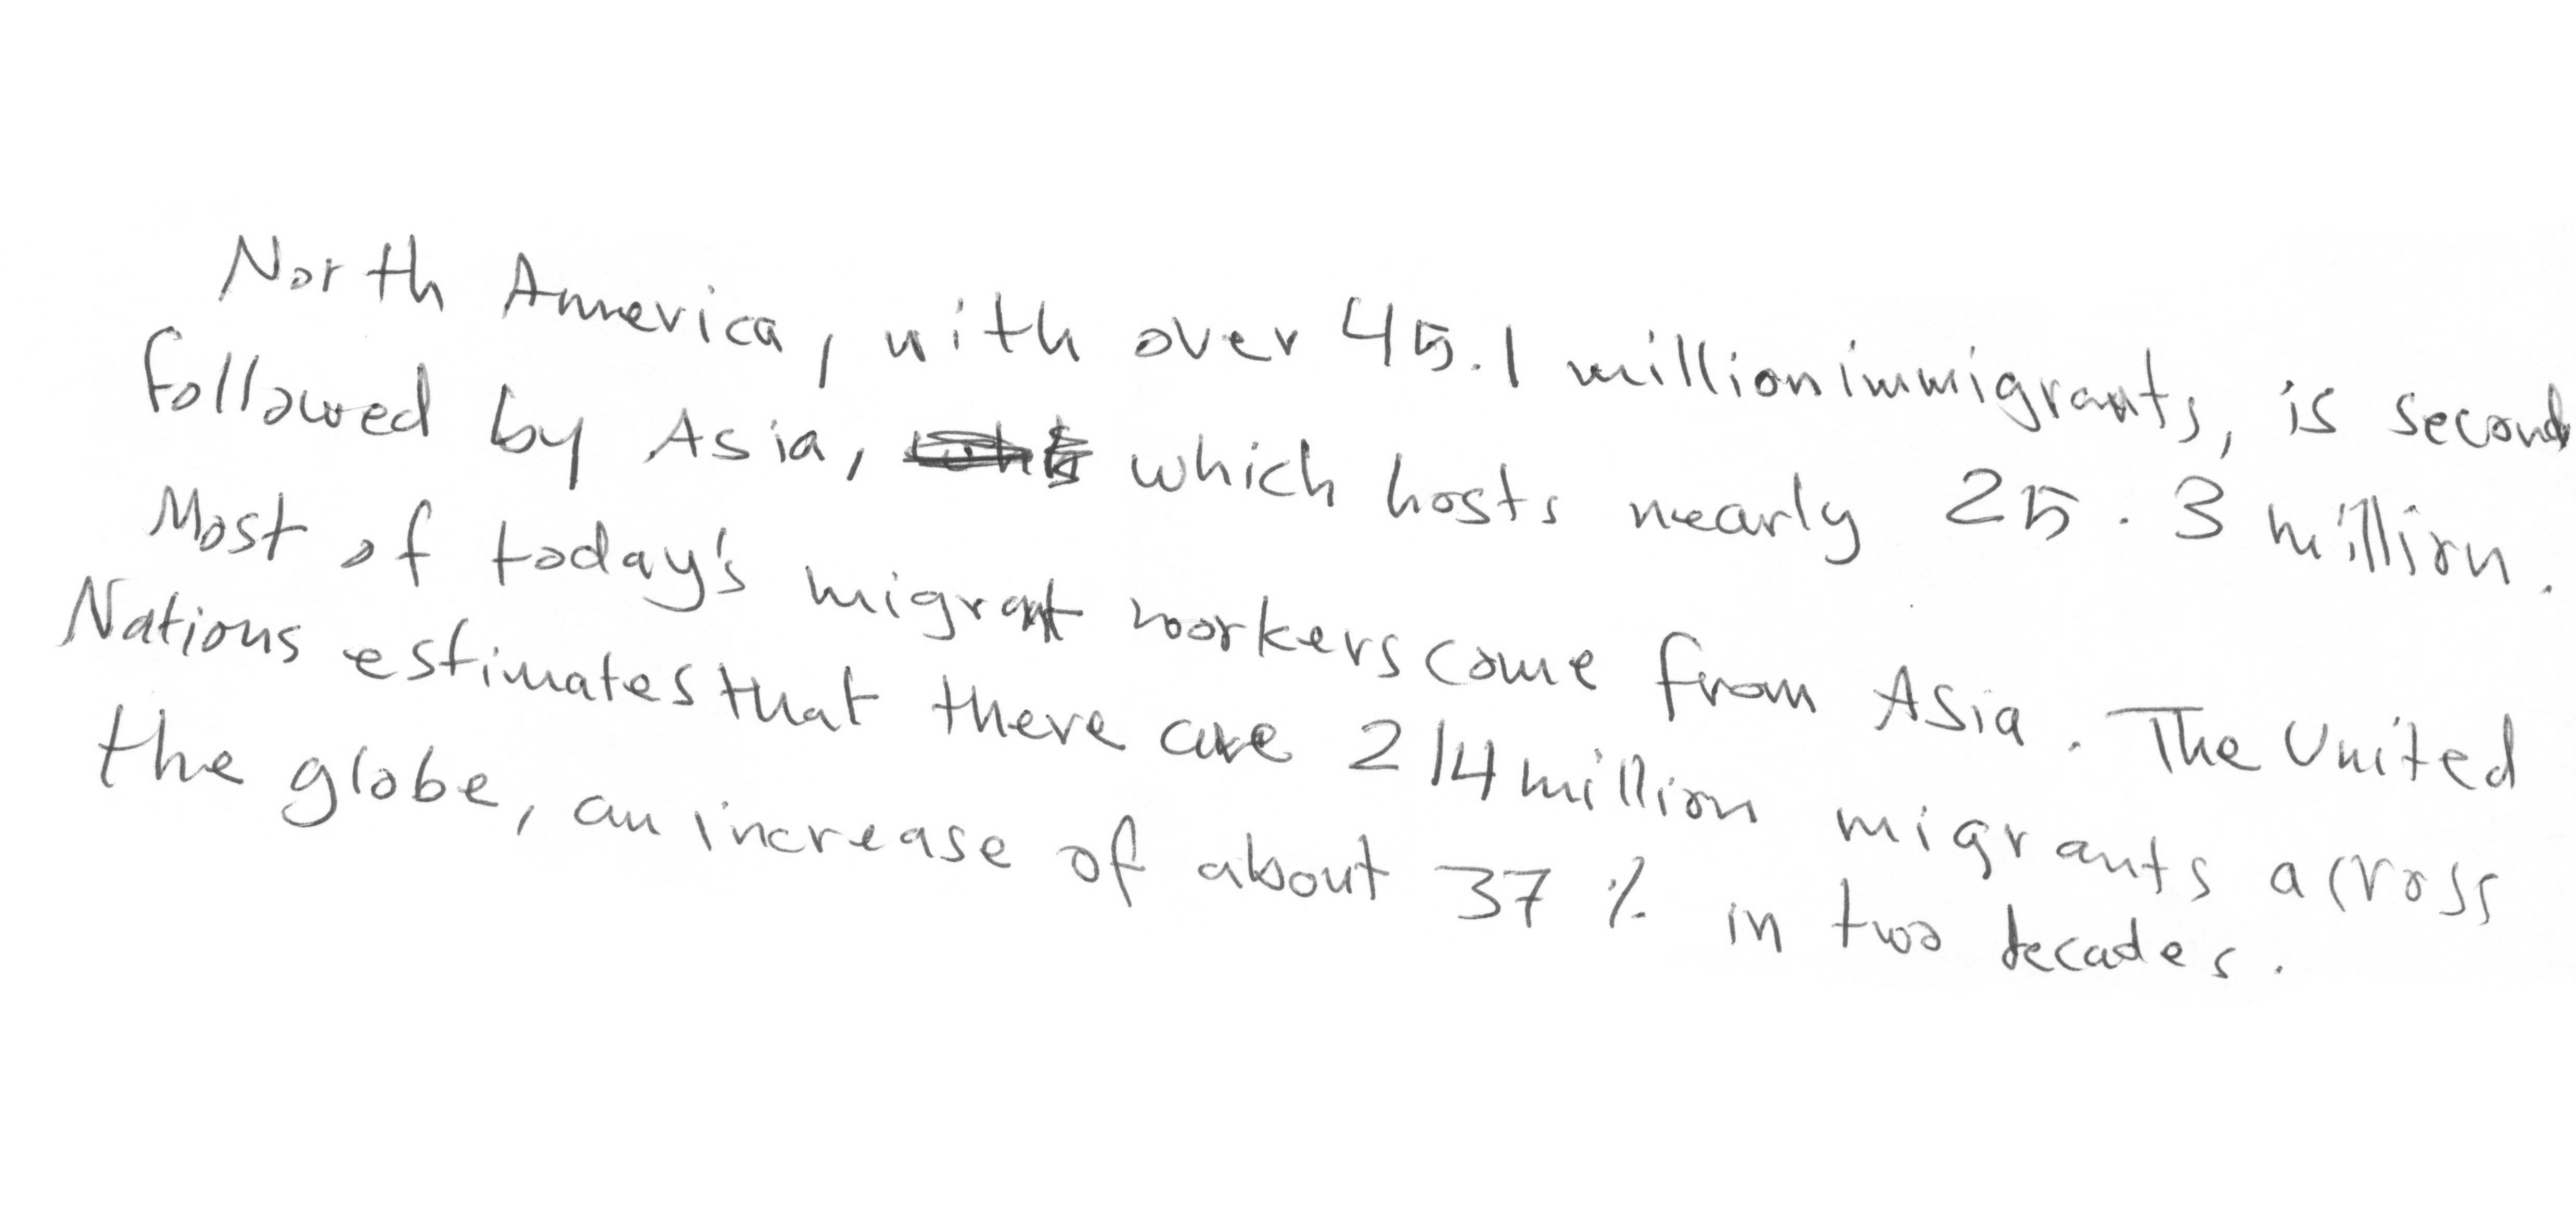 North America, with over 45.1 million immigrants, is second
followed by Asia, which hosts nearly 25.3 million.
Most of today's migrant workers come from Asia. The United
Nations estimates that there are 214 million migrants across
the globe, an increase of about 37% in two decades.